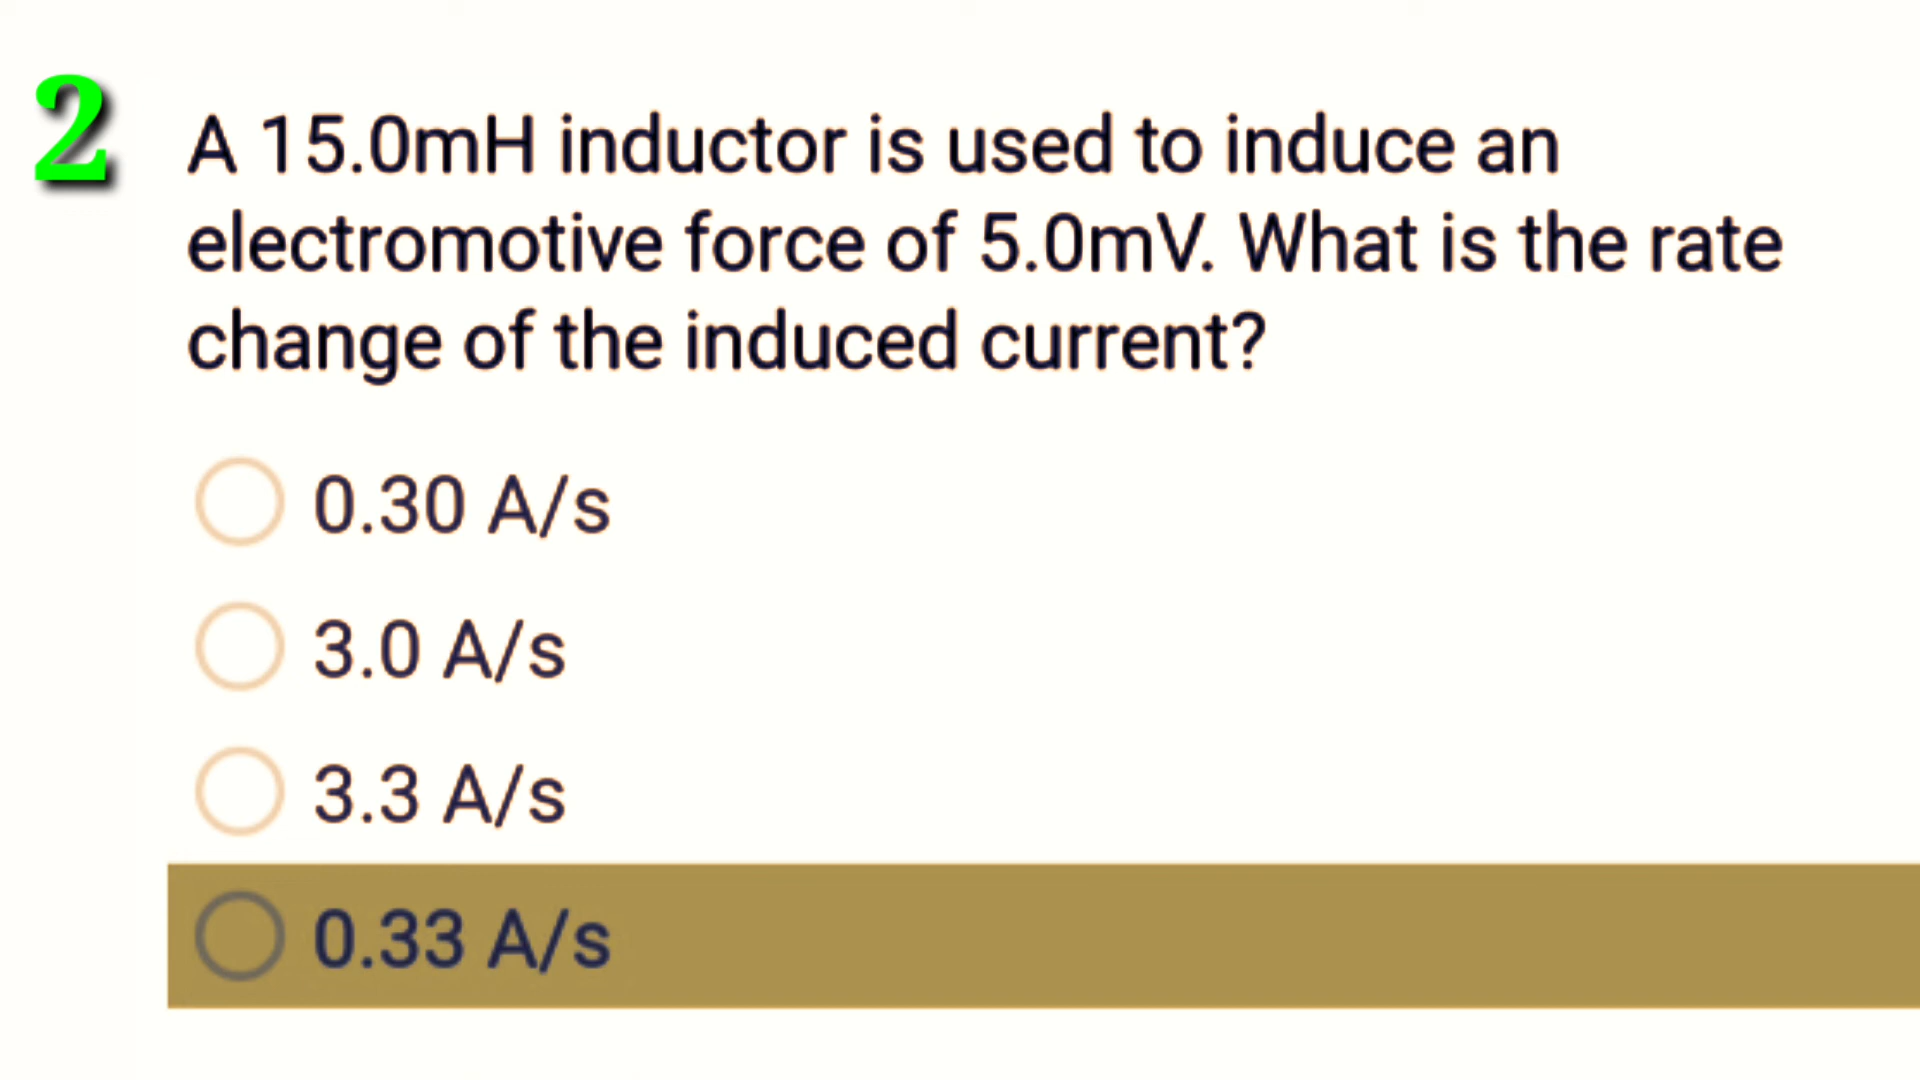 2
A 15.0mH inductor is used to induce an
electromotive force of 5.0mV. What is the rate
change of the induced current?
0.30 A/s
3.0 A/s
3.3 A/s
0.33 A/s